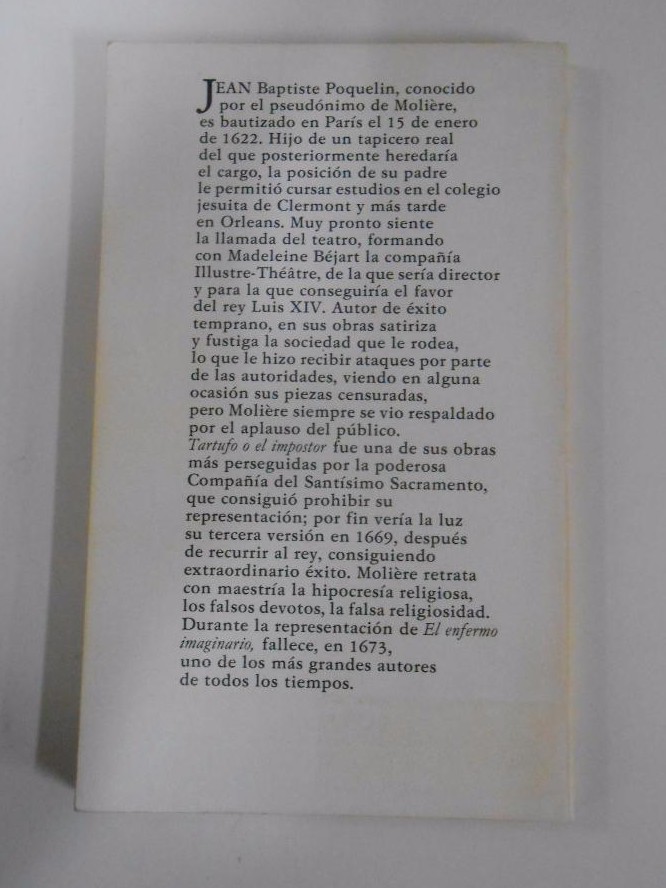 JEAN Baptiste Poquelin, conocido
por el pseudónimo de Molière,
es bautizado en París el 15 de enero
de 1622. Hijo de un tapicero real
del que posteriormente heredaría
el cargo, la posición de su padre
le permitió cursar estudios en el colegio
jesuita de Clermont y más tarde
en Orleans. Muy pronto siente
la llamada del teatro, formando
con Madeleine Béjart la compañía
Illustre-Théâtre, de la que sería director
y para la que conseguiría el favor
del rey Luis XIV. Autor de éxito
temprano, en sus obras satiriza
y fustiga la sociedad que le rodea,
lo que le hizo recibir ataques por parte
de las autoridades, viendo en alguna
ocasión sus piezas censuradas,
pero Molière siempre se vio respaldado
por el aplauso del público.
Tartufo o el impostor fue una de sus obras
más perseguidas por la poderosa
Compañía del Santísimo Sacramento,
que consiguió prohibir su
representación; por fin vería la luz
su tercera versión en 1669, después
de recurrir al rey, consiguiendo
extraordinario éxito. Molière retrata
con maestría la hipocresía religiosa,
los falsos devotos, la falsa religiosidad.
Durante la representación de El enfermo
imaginario, fallece, en 1673,
uno de los más grandes autores
de todos los tiempos.